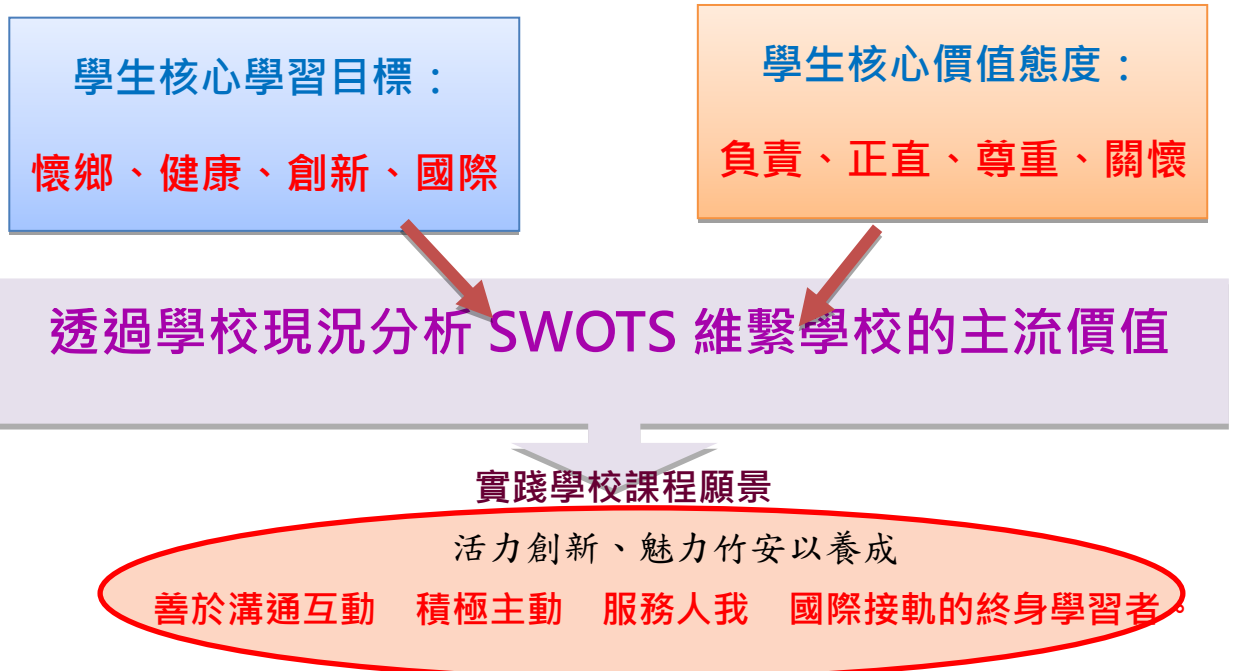 學生核心學習目標：
懷鄉、健康、創新、國際
學生核心價值態度：
負責、正直、尊重、關懷
透過學校現況分析 SWOTS 維繫學校的主流價值
實踐學校課程願景
活力創新、魅力竹安以養成
善於溝通互動　積極主動　服務人我　國際接軌的終身學習者。